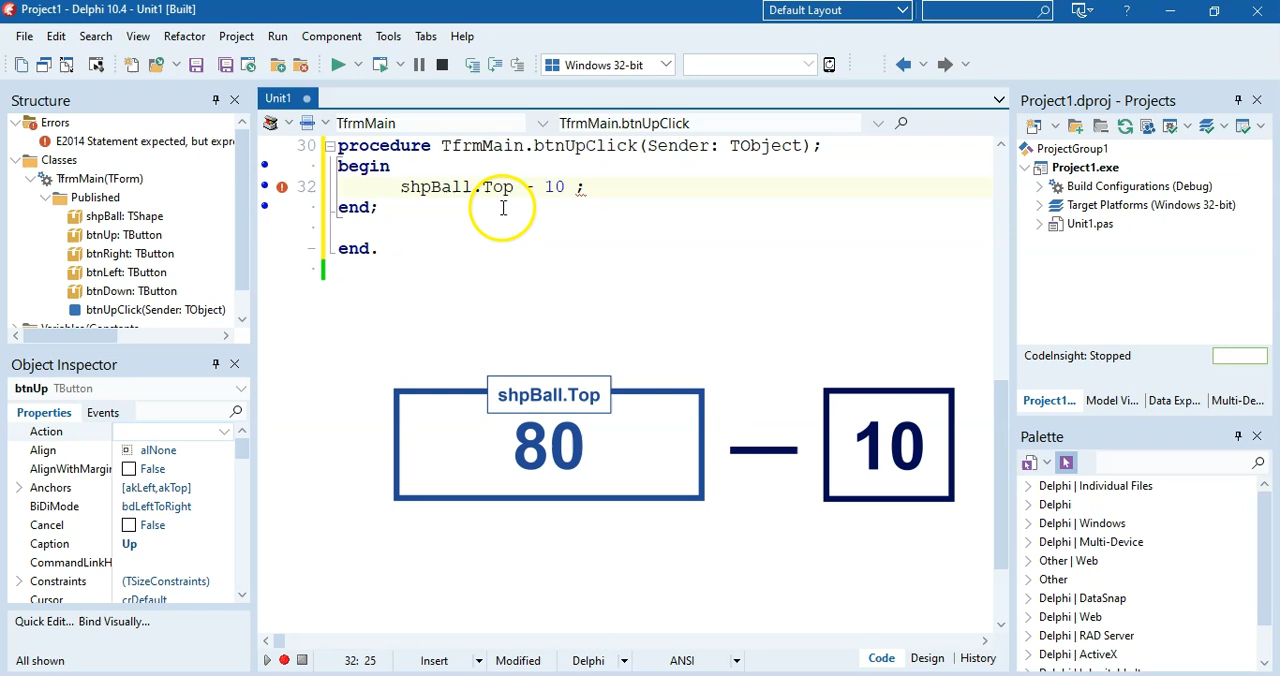 Project1 - Delphi 10.4 - Unit1 [Built]
Default Layout
?
File Edit Search View Refactor Project Run Component Tools Tabs Help
Windows 32-bit
Structure
Errors
E2014 Statement expected, but expre
Classes
TfrmMain(TForm)
Published
shpBall: TShape
btnUp: TButton
btnRight: TButton
btnLeft: TButton
btnDown: TButton
btnUpClick(Sender: TObject)
Object Inspector
btnUp TButton
Properties Events
Action
Align alNone
AlignWithMargin False
Anchors [akLeft,akTop]
BiDiMode bdLeftToRight
Cancel False
Caption Up
CommandLinkH
Constraints (TSizeConstraints)
Cursor crDefault
Quick Edit... Bind Visually...
All shown
Unit1
TfrmMain TfrmMain.btnUpClick
30 procedure TfrmMain.btnUpClick(Sender: TObject);
begin
32 shpBall.Top - 10 ;
end;
end.
shpBall.Top
80 — 10
32: 25 Insert Modified Delphi ANSI Code Design History
Project1.dproj - Projects
ProjectGroup1
Project1.exe
Build Configurations (Debug)
Target Platforms (Windows 32-bit)
Unit1.pas
CodeInsight: Stopped
Project1... Model Vi... Data Exp... Multi-De...
Palette
Delphi | Individual Files
Delphi
Delphi | Windows
Delphi | Multi-Device
Other | Web
Other
Delphi | DataSnap
Delphi | Web
Delphi | RAD Server
Delphi | ActiveX